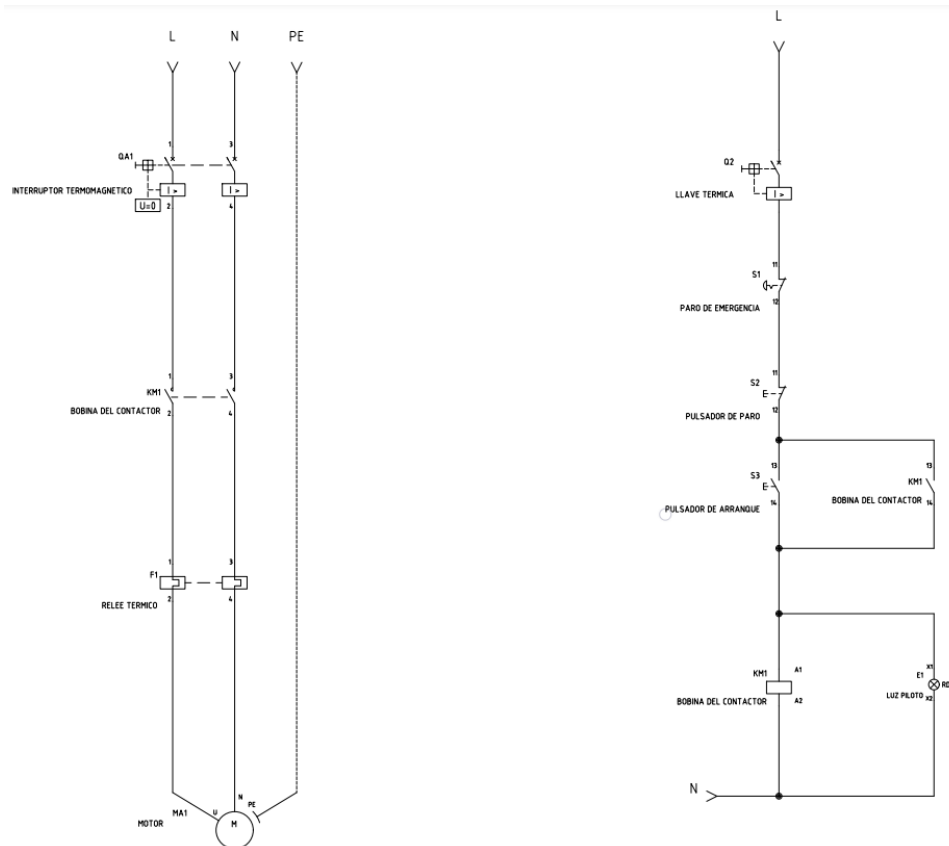 L N PE
1 3
QA1
INTERRUPTOR TERMOMAGNETICO I > I >
U=0 2 4
1 3
KM1
BOBINA DEL CONTACTOR 2 4
1 3
F1
RELEE TERMICO 2 4
N
PE
MA1 U
MOTOR M
L
Q2
LLAVE TERMICA I >
11
S1
12
PARO DE EMERGENCIA
11
S2
12
PULSADOR DE PARO
13 13
S3 KM1
14 BOBINA DEL CONTACTOR 14
PULSADOR DE ARRANQUE
KM1 A1 X1
E1 RD
BOBINA DEL CONTACTOR A2 LUZ PILOTO X2
N